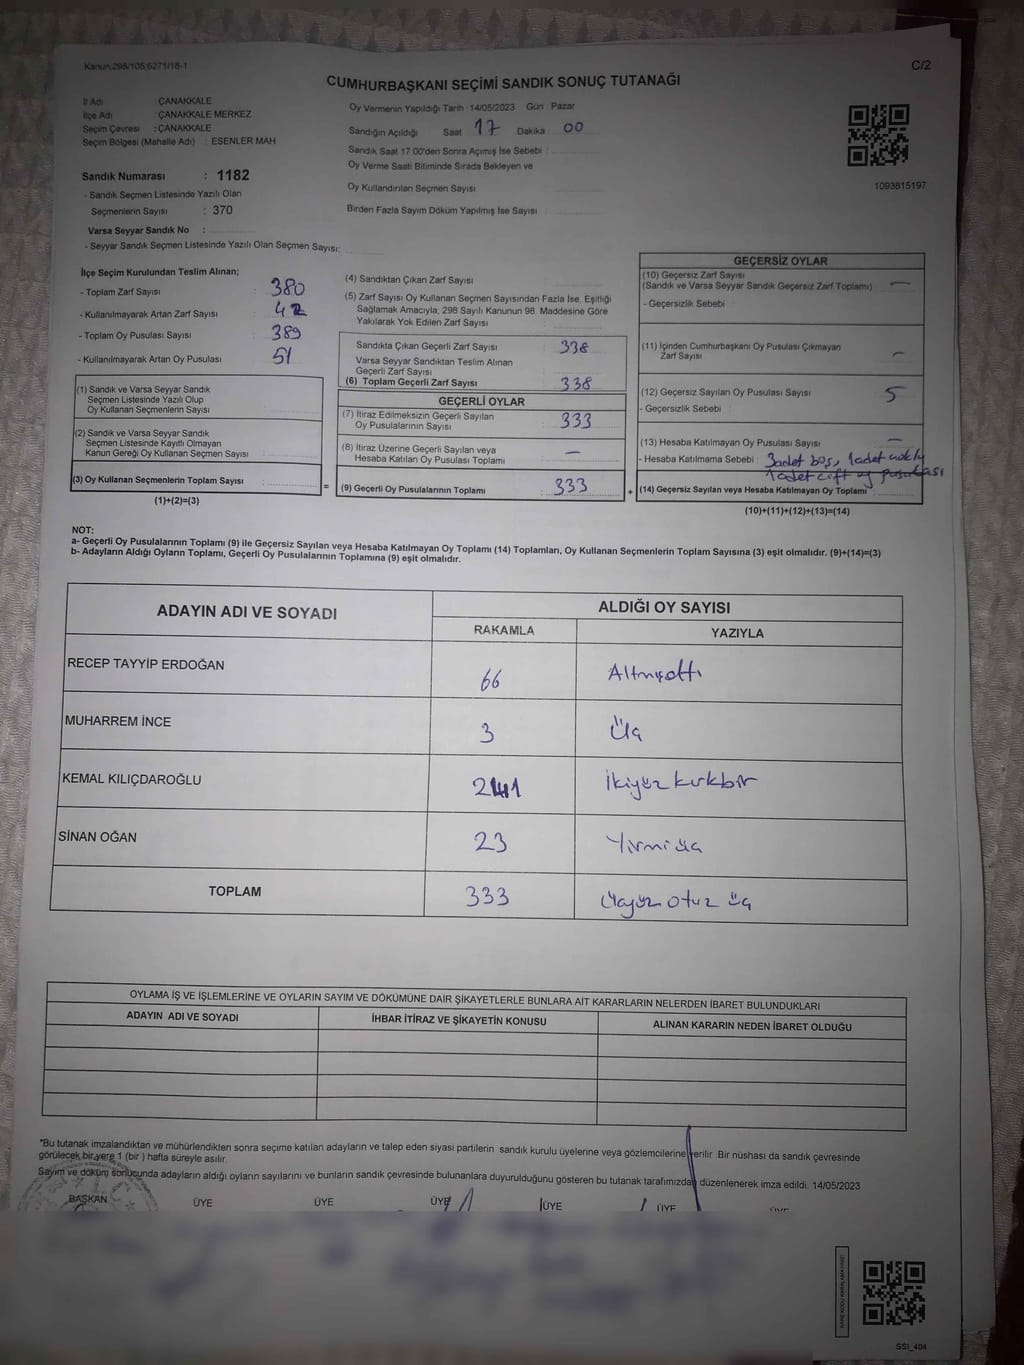 Kanun:298/105,6271/18-1
C/2
CUMHURBAŞKANI SEÇİMİ SANDIK SONUÇ TUTANAĞI
İl Adı ÇANAKKALE
İlçe Adı ÇANAKKALE MERKEZ
Seçim Çevresi : ÇANAKKALE
Seçim Bölgesi (Mahalle Adı) : ESENLER MAH
Sandık Numarası : 1182
- Sandık Seçmen Listesinde Yazılı Olan
Seçmenlerin Sayısı : 370
Varsa Seyyar Sandık No :
- Seyyar Sandık Seçmen Listesinde Yazılı Olan Seçmen Sayısı:
Oy Vermenin Yapıldığı Tarih 14/05/2023 Gün Pazar
Sandığın Açıldığı Saat 17 Dakika : 00
Sandık Saat 17:00'den Sonra Açımış İse Sebebi :
Oy Verme Saati Bitiminde Sırada Bekleyen ve
Oy Kullandırılan Seçmen Sayısı
Birden Fazla Sayım Döküm Yapılmış İse Sayısı
1093815197
İlçe Seçim Kurulundan Teslim Alınan;
- Toplam Zarf Sayısı : 380
- Kullanılmayarak Artan Zarf Sayısı : 42
- Toplam Oy Pusulası Sayısı : 389
- Kullanılmayarak Artan Oy Pusulası : 51
(1) Sandık ve Varsa Seyyar Sandık
Seçmen Listesinde Yazılı Olup
Oy Kullanan Seçmenlerin Sayısı
(2) Sandık ve Varsa Seyyar Sandık
Seçmen Listesinde Kayıtlı Olmayan
Kanun Gereği Oy Kullanan Seçmen Sayısı
(3) Oy Kullanan Seçmenlerin Toplam Sayısı :
(1)+(2)=(3)
=
(4) Sandıktan Çıkan Zarf Sayısı
(5) Zarf Sayısı Oy Kullanan Seçmen Sayısından Fazla İse, Eşitliği
Sağlamak Amacıyla, 298 Sayılı Kanunun 98 Maddesine Göre
Yakılarak Yok Edilen Zarf Sayısı
Sandıkta Çıkan Geçerli Zarf Sayısı : 338
Varsa Seyyar Sandıktan Teslim Alınan
Geçerli Zarf Sayısı
(6) Toplam Geçerli Zarf Sayısı : 338
GEÇERLİ OYLAR
(7) İtiraz Edilmeksizin Geçerli Sayılan
Oy Pusulalarının Sayısı : 333
(8) İtiraz Üzerine Geçerli Sayılan veya
Hesaba Katılan Oy Pusulası Toplamı : —
(9) Geçerli Oy Pusulalarının Toplamı : 333
+
GEÇERSİZ OYLAR
(10) Geçersiz Zarf Sayısı
(Sandık ve Varsa Seyyar Sandık Geçersiz Zarf Toplamı) : —
- Geçersizlik Sebebi
(11) İçinden Cumhurbaşkanı Oy Pusulası Çıkmayan
Zarf Sayısı —
(12) Geçersiz Sayılan Oy Pusulası Sayısı 5
- Geçersizlik Sebebi :
(13) Hesaba Katılmayan Oy Pusulası Sayısı : —
- Hesaba Katılmama Sebebi : 3 adet boş, 1 adet
1 adet çift oy pusulası
(14) Geçersiz Sayılan veya Hesaba Katılmayan Oy Toplamı :
(10)+(11)+(12)+(13)=(14)
NOT:
a- Geçerli Oy Pusulalarının Toplamı (9) ile Geçersiz Sayılan veya Hesaba Katılmayan Oy Toplamı (14) Toplamları, Oy Kullanan Seçmenlerin Toplam Sayısına (3) eşit olmalıdır. (9)+(14)=(3)
b- Adayların Aldığı Oyların Toplamı, Geçerli Oy Pusulalarının Toplamına (9) eşit olmalıdır.
ADAYIN ADI VE SOYADI
ALDIĞI OY SAYISI
RAKAMLA YAZIYLA
RECEP TAYYİP ERDOĞAN 66 Altmışaltı
MUHARREM İNCE 3 Üç
KEMAL KILIÇDAROĞLU 241 İkiyüz kırkbir
SİNAN OĞAN 23 Yirmi üç
TOPLAM 333 Üçyüz otuz üç
OYLAMA İŞ VE İŞLEMLERİNE VE OYLARIN SAYIM VE DÖKÜMÜNE DAİR ŞİKAYETLERLE BUNLARA AİT KARARLARIN NELERDEN İBARET BULUNDUKLARI
ADAYIN ADI VE SOYADI İHBAR İTİRAZ VE ŞİKAYETİN KONUSU ALINAN KARARIN NEDEN İBARET OLDUĞU
"Bu tutanak imzalandıktan ve mühürlendikten sonra seçime katılan adayların ve talep eden siyasi partilerin sandık kurulu üyelerine veya gözlemcilerine verilir. Bir nüshası da sandık çevresinde
görülecek bir yere 1 (bir ) hafta süreyle asılır.
Sayım ve döküm sonucunda adayların aldığı oyların sayılarını ve bunların sandık çevresinde bulunanlara duyurulduğunu gösteren bu tutanak tarafımızdan düzenlenerek imza edildi. 14/05/2023
BAŞKAN ÜYE ÜYE ÜYE ÜYE ÜYE ÜYE
SSI_404